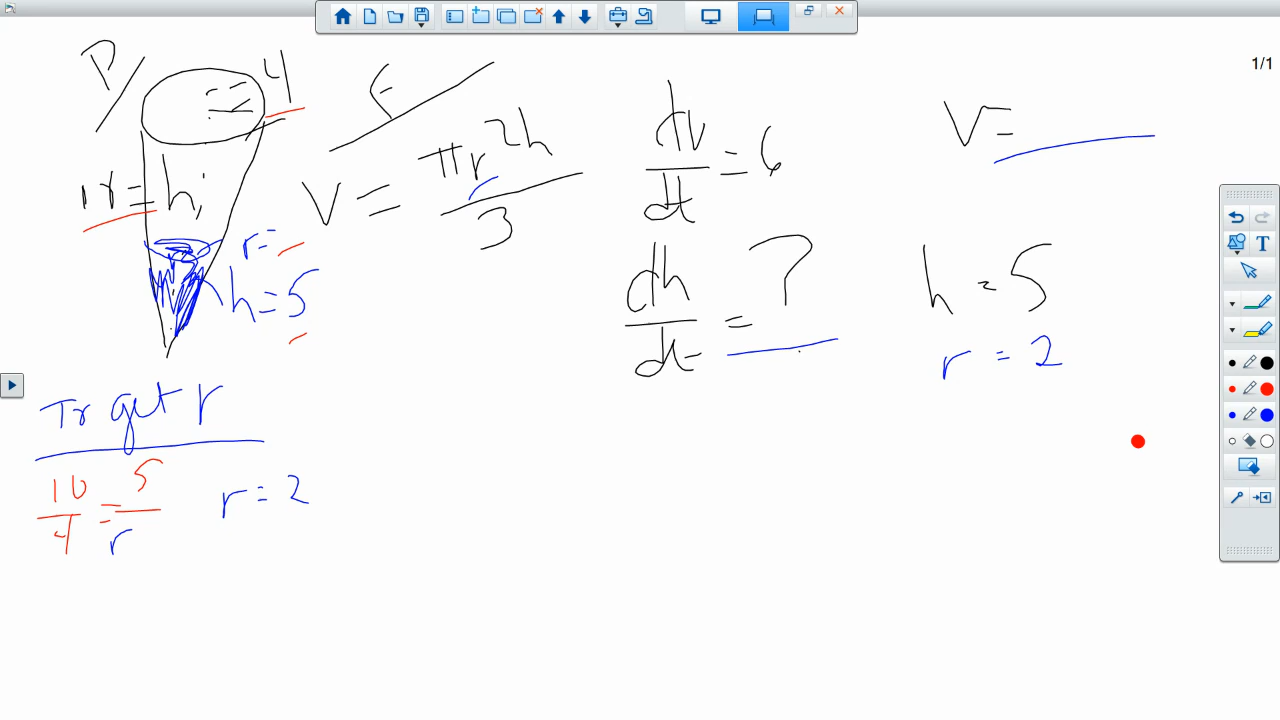 P/
= 4
10 = h;
r =
h = 5
F
V = πr²h/3
dV/dt = 6
dh/dt = ?
V =
h = 5
r = 2
To get r
10/4 = 5/r
r = 2
1/1
T